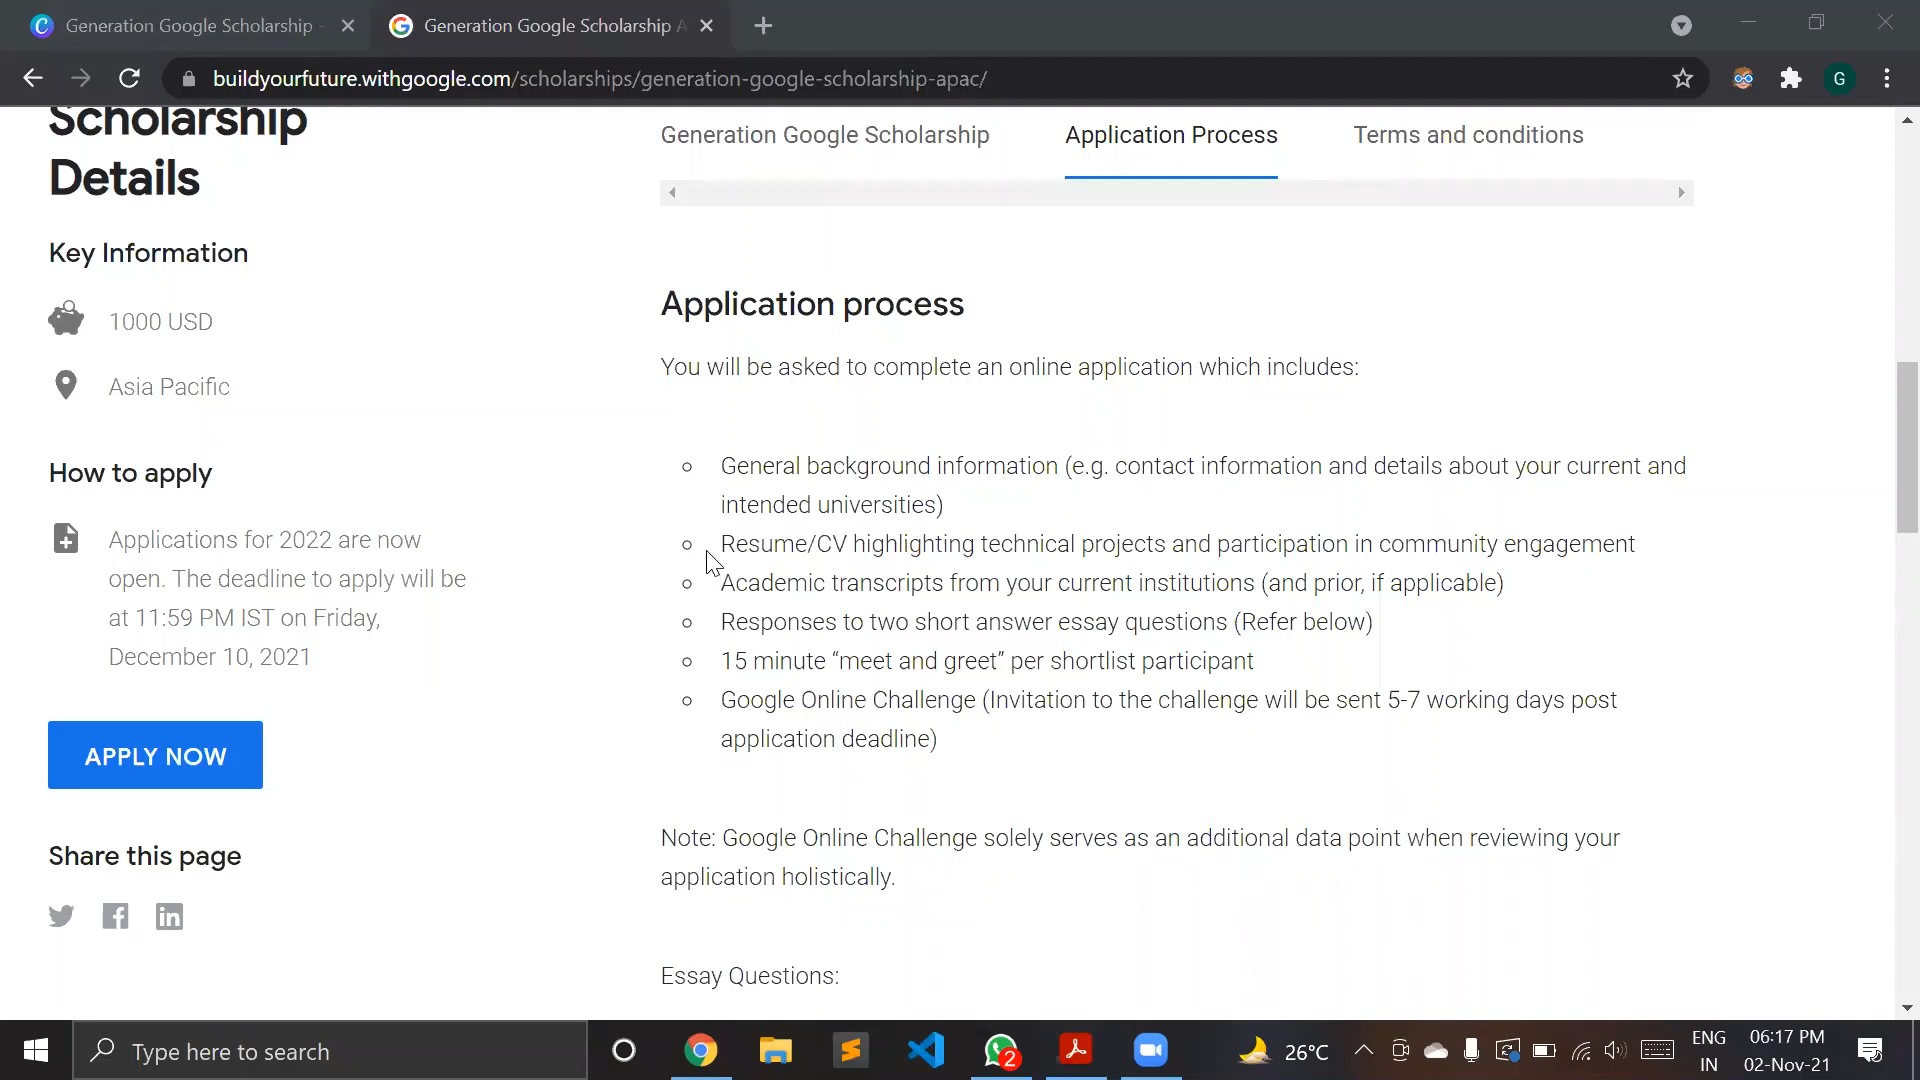 Generation Google Scholarship -
Generation Google Scholarship A
buildyourfuture.withgoogle.com/scholarships/generation-google-scholarship-apac/
G
Scholarship
Details
Key Information
1000 USD
Asia Pacific
How to apply
Applications for 2022 are now
open. The deadline to apply will be
at 11:59 PM IST on Friday,
December 10, 2021
APPLY NOW
Share this page
Generation Google Scholarship
Application Process
Terms and conditions
Application process
You will be asked to complete an online application which includes:
General background information (e.g. contact information and details about your current and
intended universities)
Resume/CV highlighting technical projects and participation in community engagement
Academic transcripts from your current institutions (and prior, if applicable)
Responses to two short answer essay questions (Refer below)
15 minute “meet and greet” per shortlist participant
Google Online Challenge (Invitation to the challenge will be sent 5-7 working days post
application deadline)
Note: Google Online Challenge solely serves as an additional data point when reviewing your
application holistically.
Essay Questions:
Type here to search
2
26°C
ENG
IN
06:17 PM
02-Nov-21